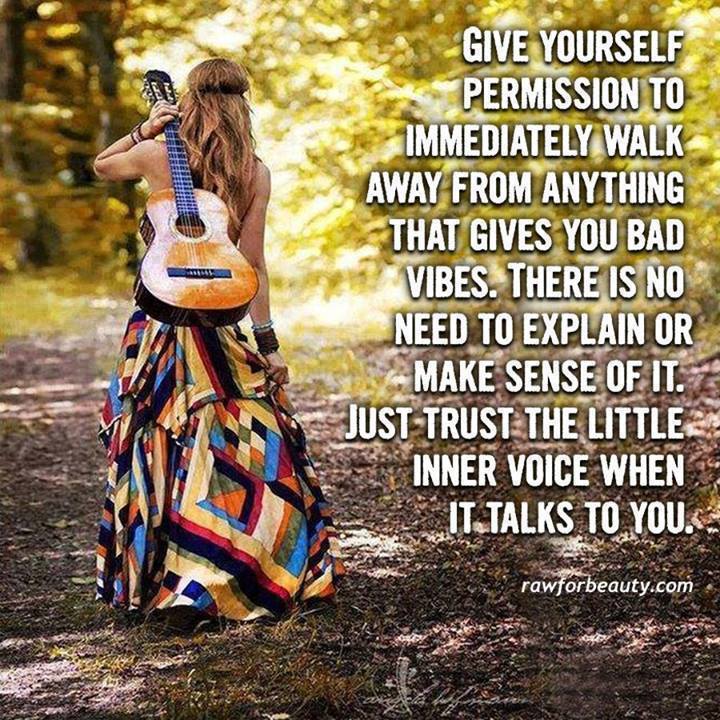 GIVE YOURSELF
PERMISSION TO
IMMEDIATELY WALK
AWAY FROM ANYTHING
THAT GIVES YOU BAD
VIBES. THERE IS NO
NEED TO EXPLAIN OR
MAKE SENSE OF IT.
JUST TRUST THE LITTLE
INNER VOICE WHEN
IT TALKS TO YOU.
rawforbeauty.com